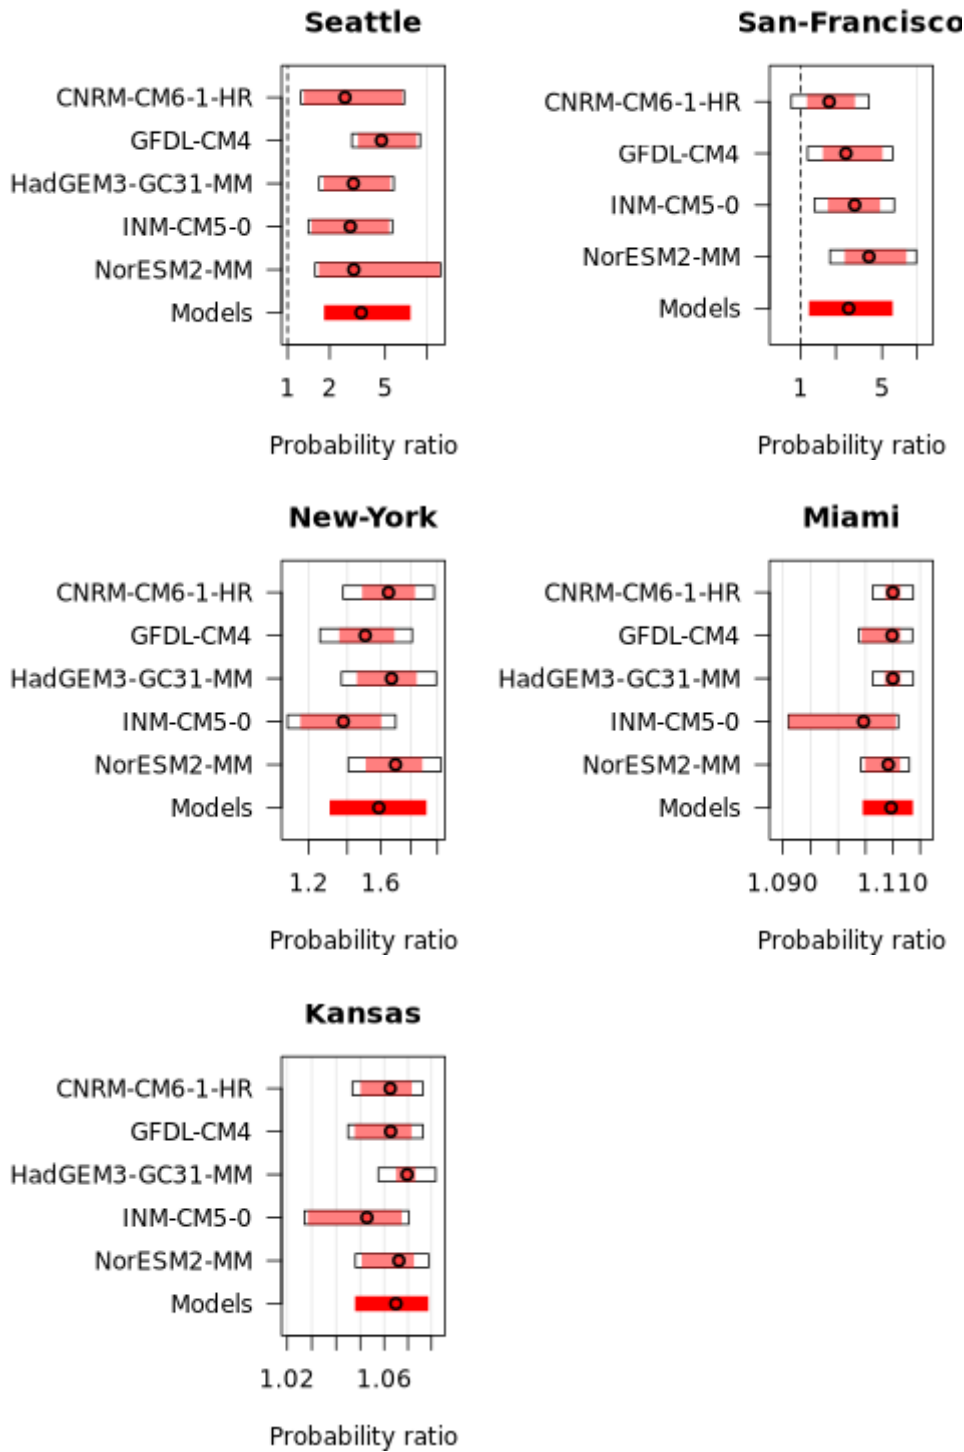 Seattle
CNRM-CM6-1-HR
GFDL-CM4
HadGEM3-GC31-MM
INM-CM5-0
NorESM2-MM
Models
1 2 5
Probability ratio
San-Francisco
CNRM-CM6-1-HR
GFDL-CM4
INM-CM5-0
NorESM2-MM
Models
1 5
Probability ratio
New-York
CNRM-CM6-1-HR
GFDL-CM4
HadGEM3-GC31-MM
INM-CM5-0
NorESM2-MM
Models
1.2 1.6
Probability ratio
Miami
CNRM-CM6-1-HR
GFDL-CM4
HadGEM3-GC31-MM
INM-CM5-0
NorESM2-MM
Models
1.090 1.110
Probability ratio
Kansas
CNRM-CM6-1-HR
GFDL-CM4
HadGEM3-GC31-MM
INM-CM5-0
NorESM2-MM
Models
1.02 1.06
Probability ratio